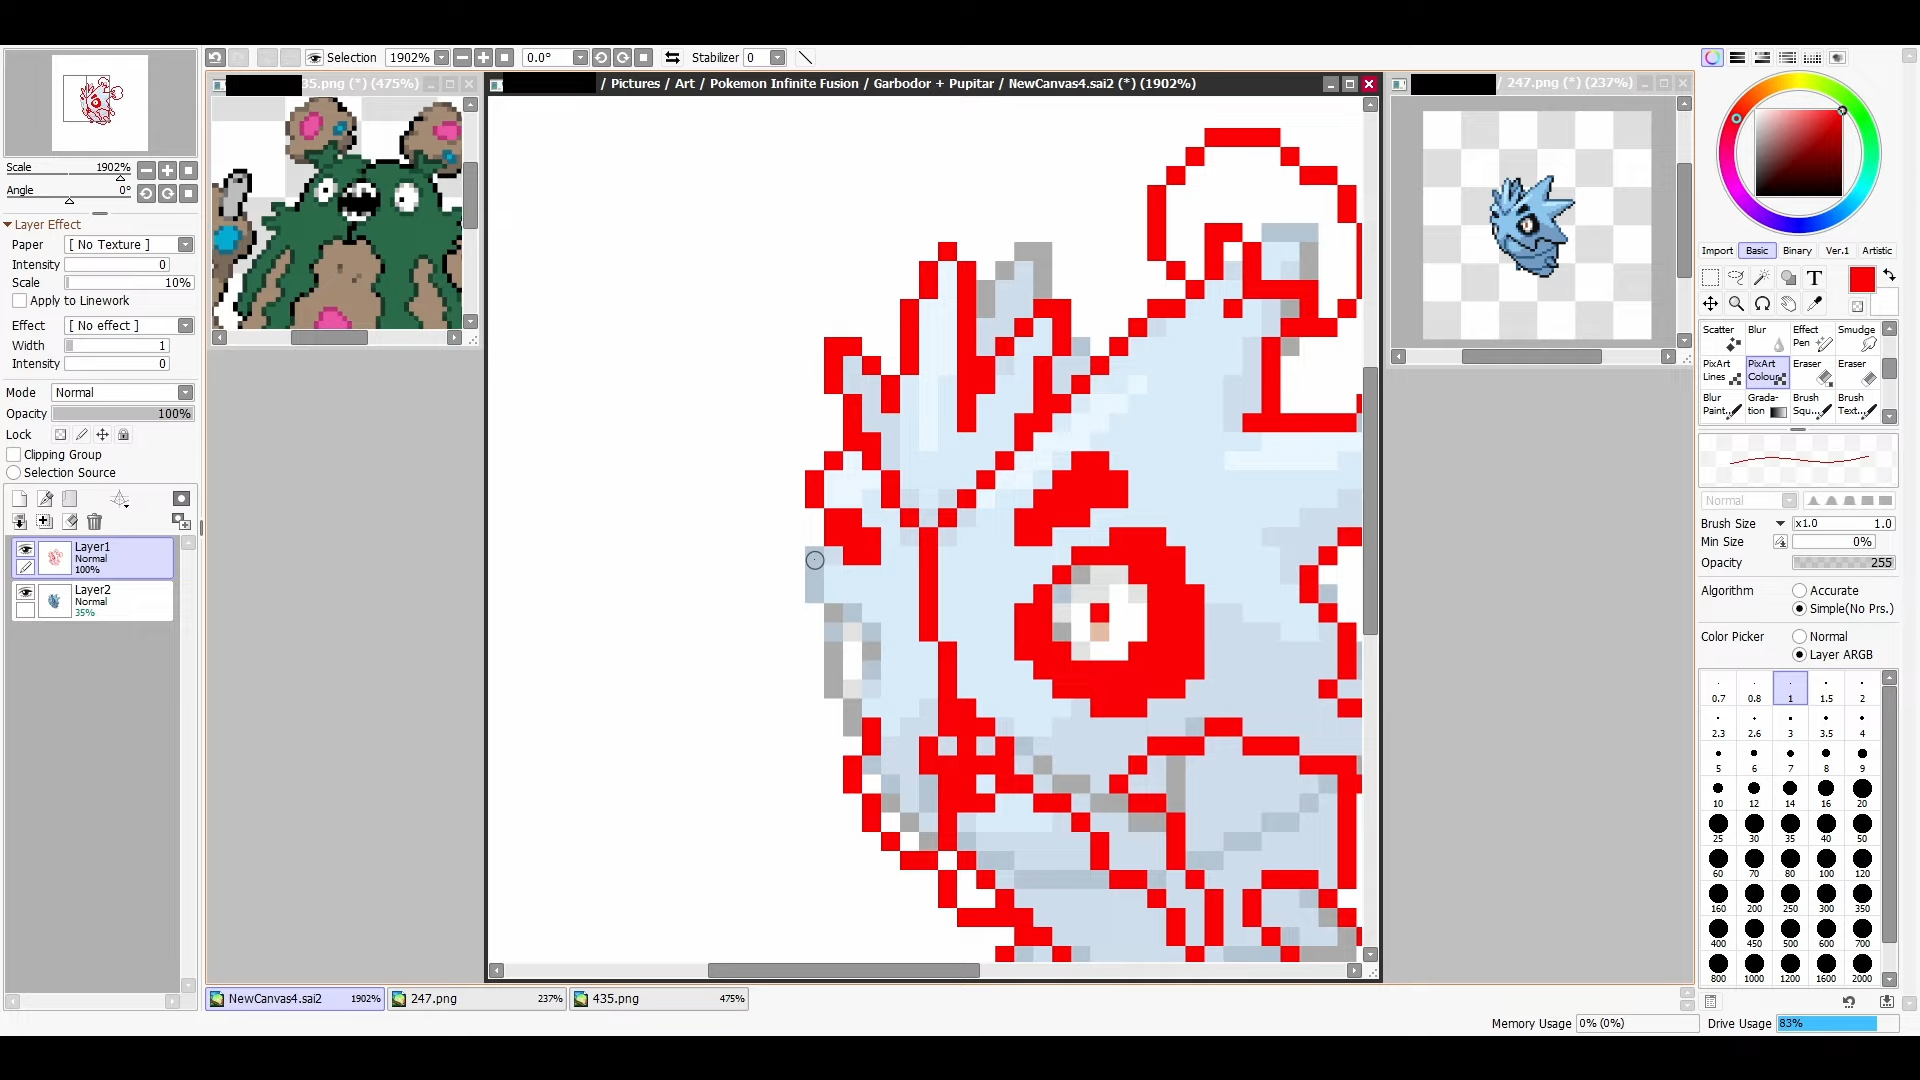 Selection 1902% 0.0° Stabilizer 0
35.png (*) (475%)
/ Pictures / Art / Pokemon Infinite Fusion / Garbodor + Pupitar / NewCanvas4.sai2 (*) (1902%)
/ 247.png (*) (237%)
Scale 1902%
Angle 0°
Layer Effect
Paper [ No Texture ]
Intensity 0
Scale 10%
Apply to Linework
Effect [ No effect ]
Width 1
Intensity 0
Mode Normal
Opacity 100%
Lock
Clipping Group
Selection Source
Layer1
Normal
100%
Layer2
Normal
35%
NewCanvas4.sai2 1902%
247.png 237%
435.png 475%
Import Basic Binary Ver.1 Artistic
T
Scatter Blur Effect Pen Smudge
PixArt Lines PixArt Colour Eraser Eraser
Blur Paint... Grada-tion Brush Squ... Brush Text...
Normal
Brush Size x1.0 1.0
Min Size 0%
Opacity 255
Algorithm Accurate
Simple(No Prs.)
Color Picker Normal
Layer ARGB
0.7 0.8 1 1.5 2
2.3 2.6 3 3.5 4
5 6 7 8 9
10 12 14 16 20
25 30 35 40 50
60 70 80 100 120
160 200 250 300 350
400 450 500 600 700
800 1000 1200 1600 2000
Memory Usage 0% (0%) Drive Usage 83%